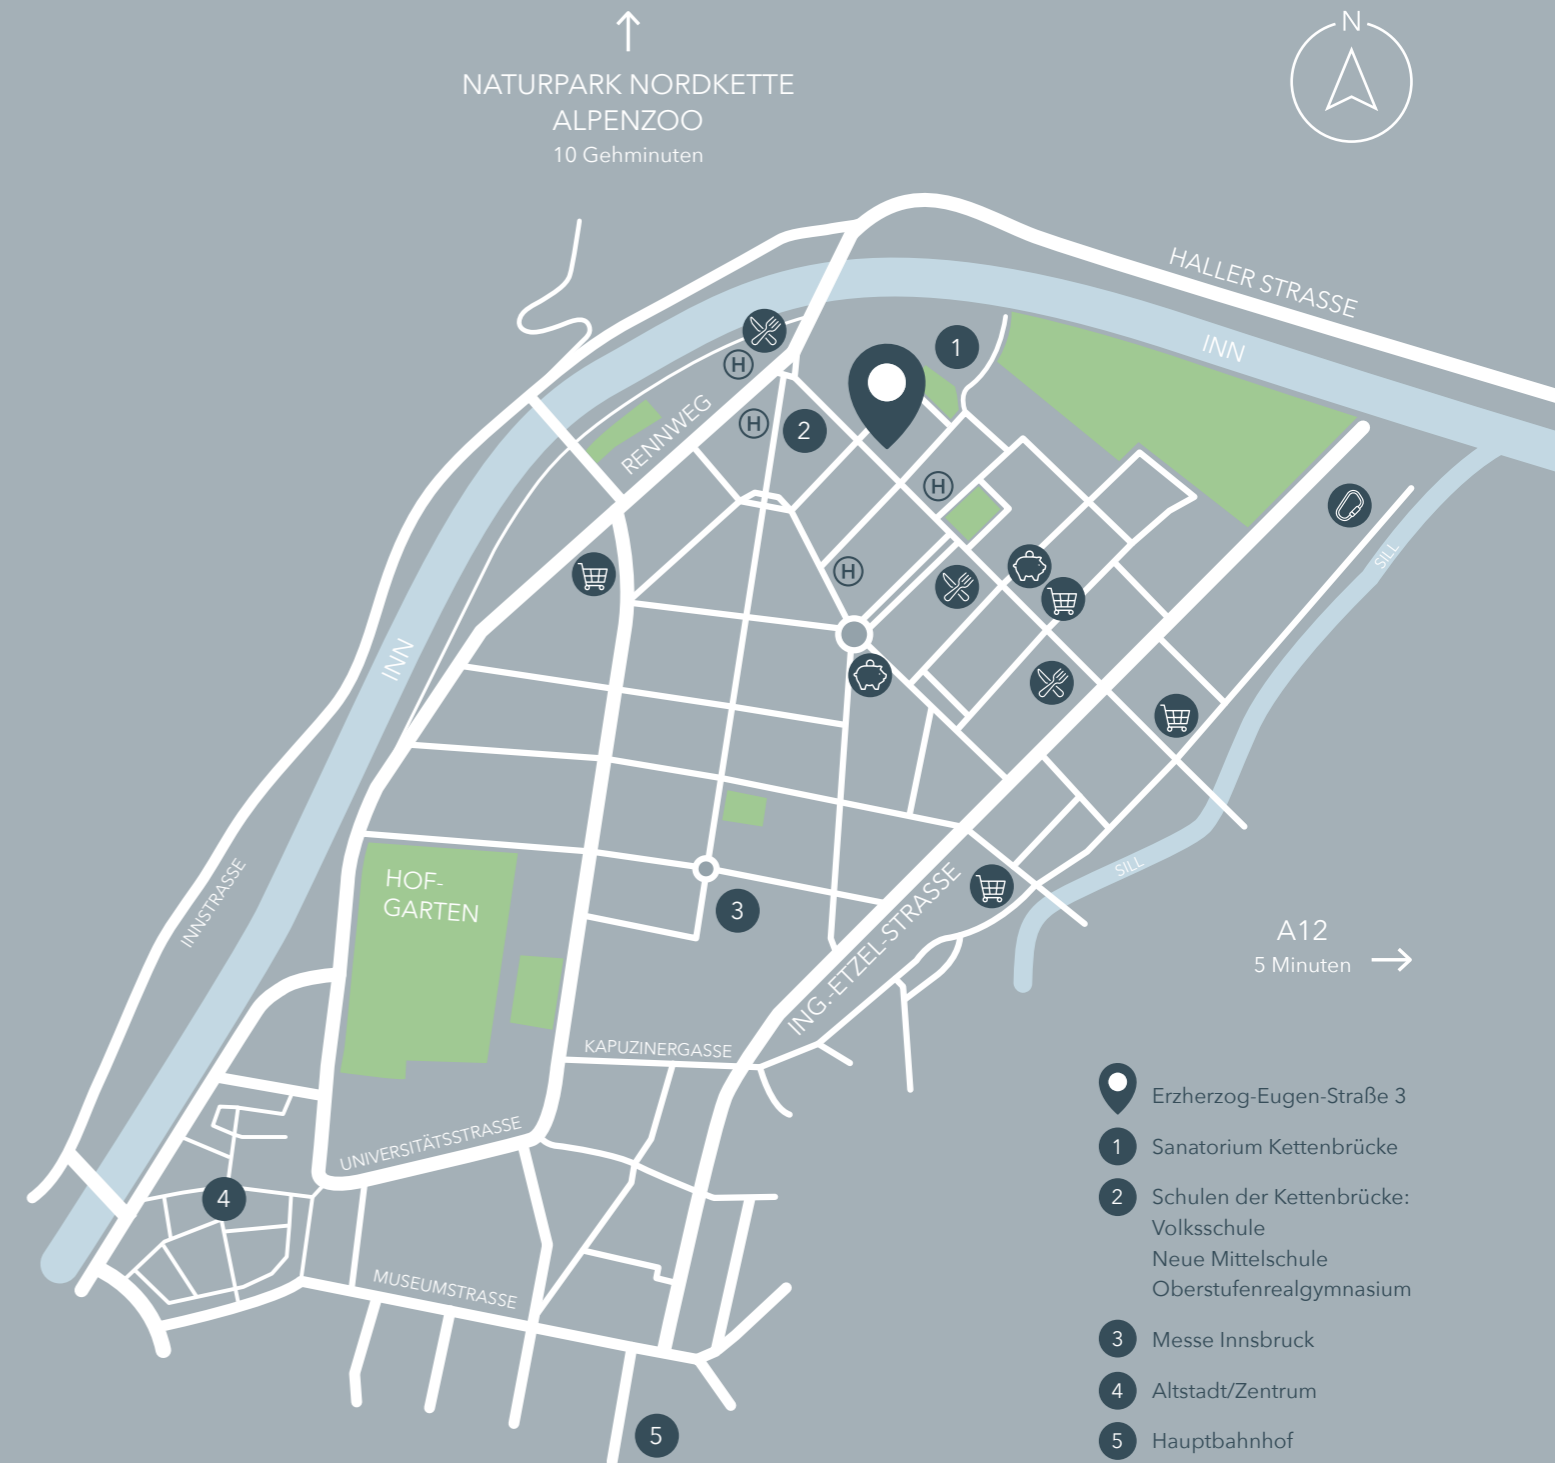 N
NATURPARK NORDKETTE
ALPENZOO
10 Gehminuten
HALLER STRASSE
INN
1
H
RENNWEG
H
2
H
SILL
H
INN
HOF-
GARTEN
SILL
INNSTRASSE
3
ING.-ETZEL-STRASSE
A12
5 Minuten
KAPUZINERGASSE
UNIVERSITÄTSSTRASSE
4
MUSEUMSTRASSE
5
Erzherzog-Eugen-Straße 3
1 Sanatorium Kettenbrücke
2 Schulen der Kettenbrücke:
Volksschule
Neue Mittelschule
Oberstufenrealgymnasium
3 Messe Innsbruck
4 Altstadt/Zentrum
5 Hauptbahnhof